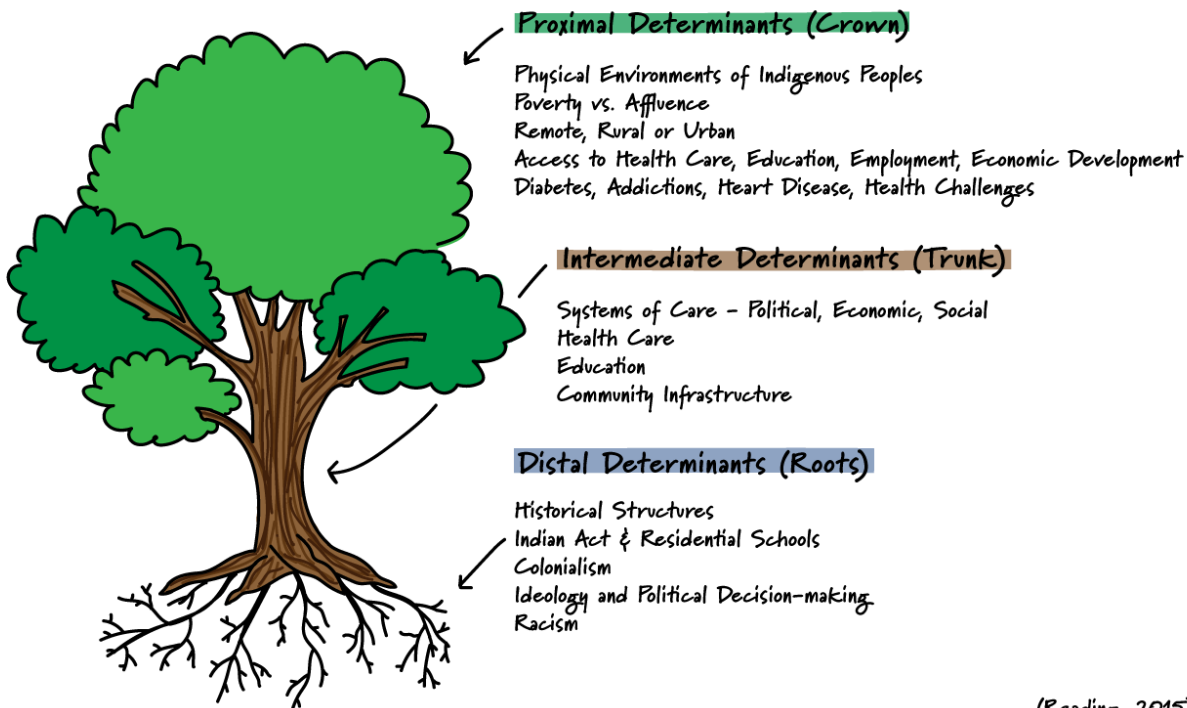 Proximal Determinants (Crown)
Physical Environments of Indigenous Peoples
Poverty vs. Affluence
Remote, Rural or Urban
Access to Health Care, Education, Employment, Economic Development
Diabetes, Addictions, Heart Disease, Health Challenges
Intermediate Determinants (Trunk)
Systems of Care - Political, Economic, Social
Health Care
Education
Community Infrastructure
Distal Determinants (Roots)
Historical Structures
Indian Act & Residential Schools
Colonialism
Ideology and Political Decision-making
Racism
2015)